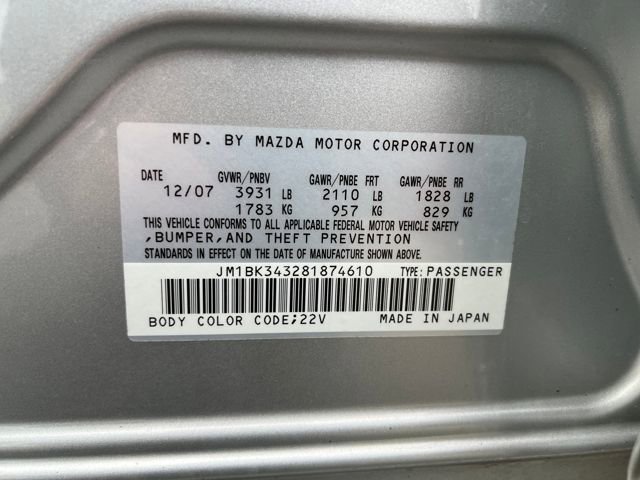 MFD. BY MAZDA MOTOR CORPORATION
DATE GVWR/PNBV GAWR/PNBE FRT GAWR/PNBE RR
12/07 3931 LB 2110 LB 1828 LB
1783 KG 957 KG 829 KG
THIS VEHICLE CONFORMS TO ALL APPLICABLE FEDERAL MOTOR VEHICLE SAFETY
,BUMPER,AND THEFT PREVENTION
STANDARDS IN EFFECT ON THE DATE OF MANUFACTURE SHOWN ABOVE.
JM1BK343281874610 TYPE:PASSENGER
BODY COLOR CODE;22V MADE IN JAPAN